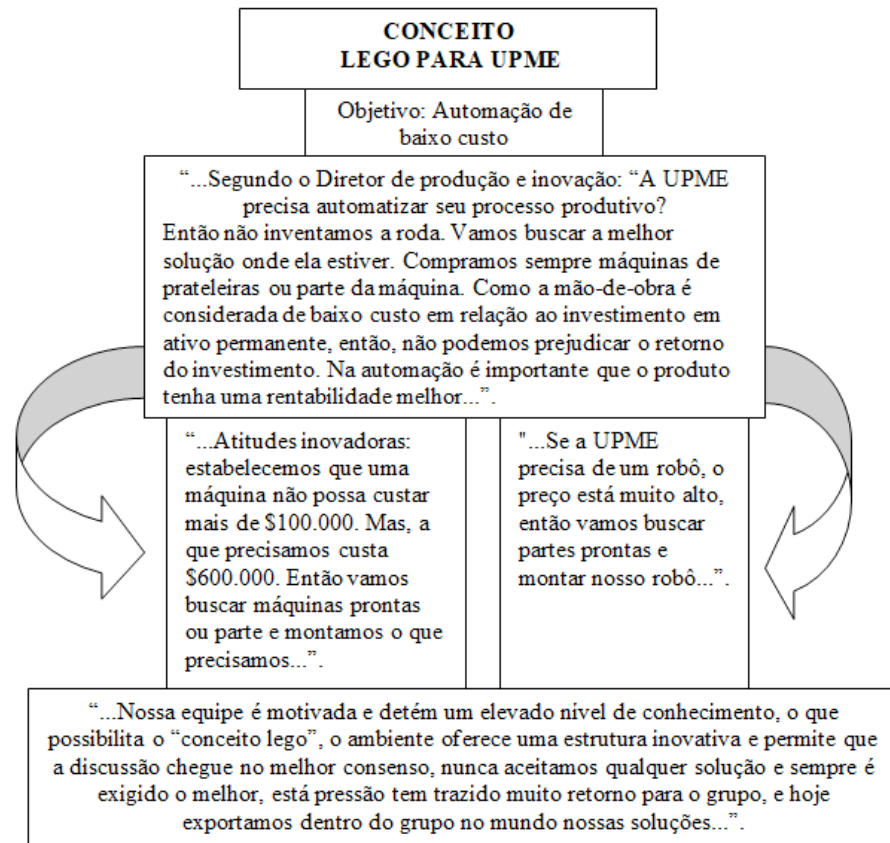 CONCEITO
LEGO PARA UPME
Objetivo: Automação de
baixo custo
“...Segundo o Diretor de produção e inovação: “A UPME
precisa automatizar seu processo produtivo?
Então não inventamos a roda. Vamos buscar a melhor
solução onde ela estiver. Compramos sempre máquinas de
prateleiras ou parte da máquina. Como a mão-de-obra é
considerada de baixo custo em relação ao investimento em
ativo permanente, então, não podemos prejudicar o retorno
do investimento. Na automação é importante que o produto
tenha uma rentabilidade melhor...”.
“...Atitudes inovadoras:
estabelecemos que uma
máquina não possa custar
mais de $100.000. Mas, a
que precisamos custa
$600.000. Então vamos
buscar máquinas prontas
ou parte e montamos o que
precisamos...”.
"...Se a UPME
precisa de um robô, o
preço está muito alto,
então vamos buscar
partes prontas e
montar nosso robô...”.
“...Nossa equipe é motivada e detém um elevado nível de conhecimento, o que
possibilita o “conceito lego”, o ambiente oferece uma estrutura inovativa e permite que
a discussão chegue no melhor consenso, nunca aceitamos qualquer solução e sempre é
exigido o melhor, está pressão tem trazido muito retorno para o grupo, e hoje
exportamos dentro do grupo no mundo nossas soluções...”.